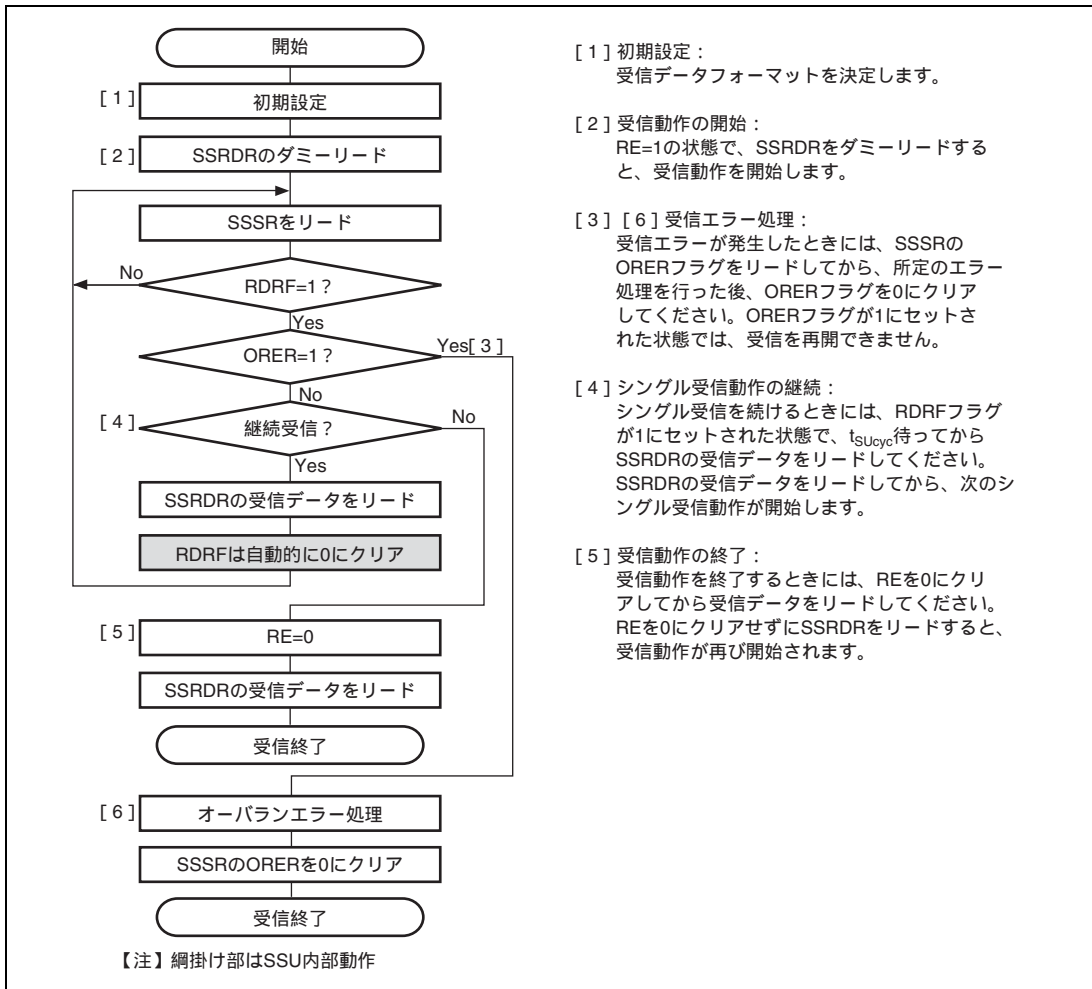 開始
[ 1 ] 初期設定
[ 2 ] SSRDRのダミーリード
SSSRをリード
No
RDRF=1 ?
Yes
ORER=1 ?
Yes[ 3 ]
No
[ 4 ] 継続受信 ?
No
Yes
SSRDRの受信データをリード
RDRFは自動的に0にクリア
[ 5 ] RE=0
SSRDRの受信データをリード
受信終了
[ 6 ] オーバランエラー処理
SSSRのORERを0にクリア
受信終了
【注】綱掛け部はSSU内部動作
[ 1 ] 初期設定 :
受信データフォーマットを決定します。
[ 2 ] 受信動作の開始 :
RE=1の状態で、SSRDRをダミーリードする
と、受信動作を開始します。
[ 3 ] [ 6 ] 受信エラー処理 :
受信エラーが発生したときには、SSSRの
ORERフラグをリードしてから、所定のエラー
処理を行った後、ORERフラグを0にクリア
してください。ORERフラグが1にセットさ
れた状態では、受信を再開できません。
[ 4 ] シングル受信動作の継続 :
シングル受信を続けるときには、RDRFフラグ
が1にセットされた状態で、tSUcyc待ってから
SSRDRの受信データをリードしてください。
SSRDRの受信データをリードしてから、次のシ
ングル受信動作が開始します。
[ 5 ] 受信動作の終了 :
受信動作を終了するときには、REを0にクリ
アしてから受信データをリードしてください。
REを0にクリアせずにSSRDRをリードすると、
受信動作が再び開始されます。